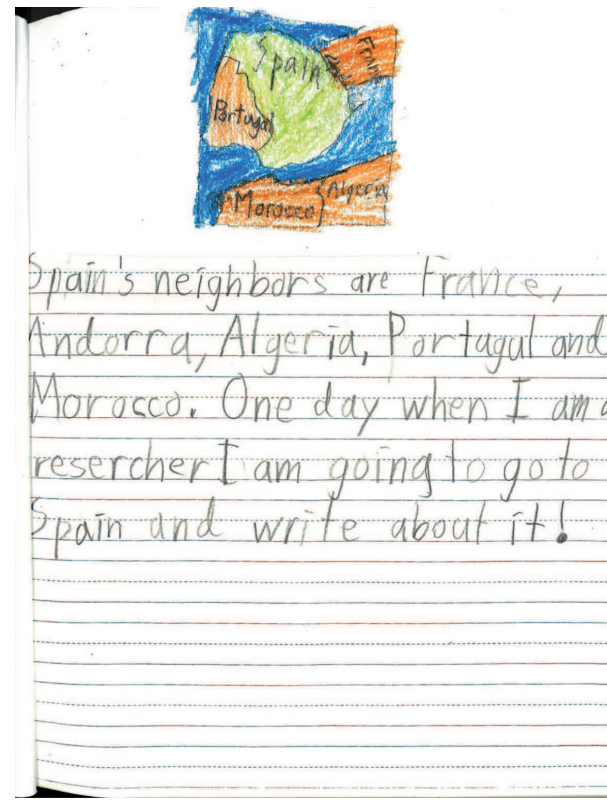 Spain
France
Portugal
Morocco
Algeria
Spain's neighbors are France,
Andorra, Algeria, Portugul and
Morocco. One day when I am a
resercher I am going to go to
Spain and write about it!